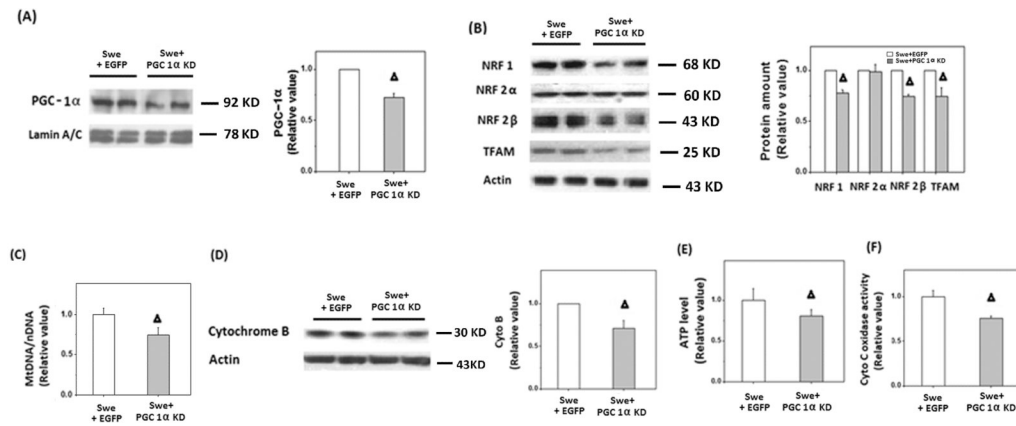 (A)
Swe
+ EGFP
Swe+
PGC 1α KD
PGC-1α
92 KD
Lamin A/C
78 KD
PGC-1α
(Relative value)
1.0
0.5
0.0
Δ
Swe
+ EGFP
Swe+
PGC 1α KD
(B)
Swe
+ EGFP
Swe+
PGC 1α KD
NRF 1
68 KD
NRF 2α
60 KD
NRF 2β
43 KD
TFAM
25 KD
Actin
43 KD
Protein amount
(Relative value)
Swe+EGFP
Swe+PGC 1α KD
1.0
0.5
0.0
Δ
Δ
Δ
NRF 1 NRF 2α NRF 2β TFAM
(C)
MtDNA/nDNA
(Relative value)
1.0
0.5
0.0
Δ
Swe
+ EGFP
Swe+
PGC 1α KD
(D)
Swe
+ EGFP
Swe+
PGC 1α KD
Cytochrome B
30 KD
Actin
43KD
Cyto B
(Relative value)
1.0
0.5
0.0
Δ
Swe
+ EGFP
Swe+
PGC 1α KD
(E)
ATP level
(Relative value)
1.0
0.5
0.0
Δ
Swe
+ EGFP
Swe+
PGC 1α KD
(F)
Cyto C oxidase activity
(Relative value)
1.0
0.5
0.0
Δ
Swe
+ EGFP
Swe+
PGC 1α KD